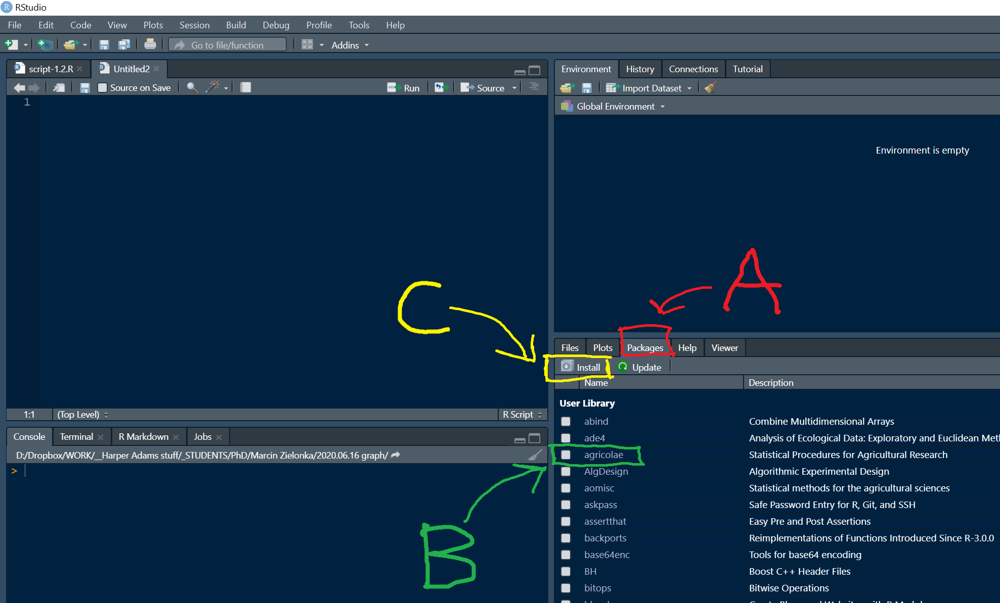 RStudio
File Edit Code View Plots Session Build Debug Profile Tools Help
Go to file/function Addins
script-1.2.R Untitled2
Source on Save Run Source
1
1:1 (Top Level) R Script
Environment History Connections Tutorial
Import Dataset
Global Environment
Environment is empty
A
C
B
Console Terminal R Markdown Jobs
D:/Dropbox/WORK/__Harper Adams stuff/_STUDENTS/PhD/Marcin Zielonka/2020.06.16 graph/
>
Files Plots Packages Help Viewer
Install Update
Name Description
User Library
abind Combine Multidimensional Arrays
ade4 Analysis of Ecological Data: Exploratory and Euclidean
agricolae Statistical Procedures for Agricultural Research
AlgDesign Algorithmic Experimental Design
aomisc Statistical methods for the agricultural sciences
askpass Safe Password Entry for R, Git, and SSH
assertthat Easy Pre and Post Assertions
backports Reimplementations of Functions Introduced Since R-3.0.0
base64enc Tools for base64 encoding
BH Boost C++ Header Files
bitops Bitwise Operations